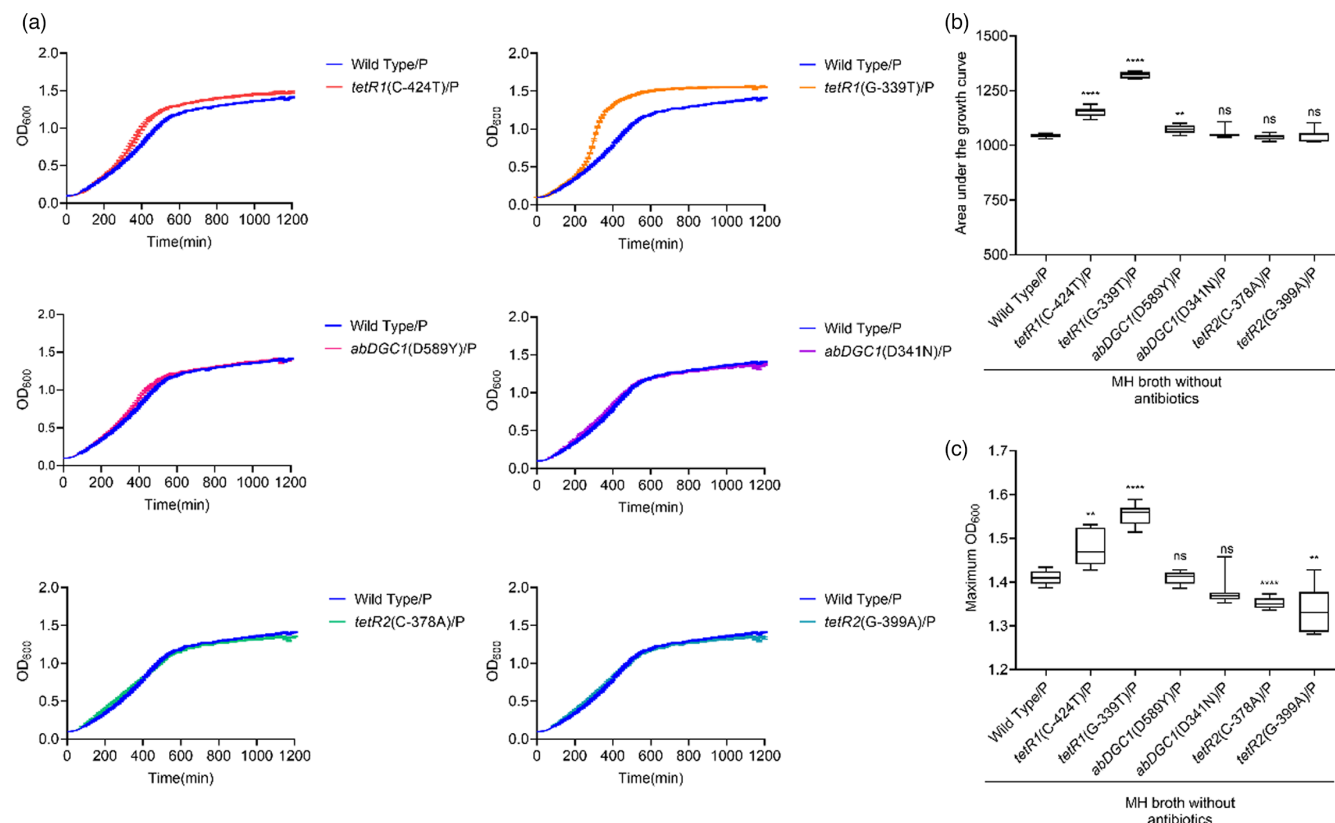 (a)
2.0
1.5
1.0
0.5
0.0
OD600
0 200 400 600 800 1000 1200
Time(min)
Wild Type/P
tetR1(C-424T)/P
2.0
1.5
1.0
0.5
0.0
OD600
0 200 400 600 800 1000 1200
Time(min)
Wild Type/P
tetR1(G-339T)/P
2.0
1.5
1.0
0.5
0.0
OD600
0 200 400 600 800 1000 1200
Time(min)
Wild Type/P
abDGC1(D589Y)/P
2.0
1.5
1.0
0.5
0.0
OD600
0 200 400 600 800 1000 1200
Time(min)
Wild Type/P
abDGC1(D341N)/P
2.0
1.5
1.0
0.5
0.0
OD600
0 200 400 600 800 1000 1200
Time(min)
Wild Type/P
tetR2(C-378A)/P
2.0
1.5
1.0
0.5
0.0
OD600
0 200 400 600 800 1000 1200
Time(min)
Wild Type/P
tetR2(G-399A)/P
(b)
1500
1250
1000
750
500
Area under the growth curve
**** **** ** ns ns ns
Wild Type/P
tetR1(C-424T)/P
tetR1(G-339T)/P
abDGC1(D589Y)/P
abDGC1(D341N)/P
tetR2(C-378A)/P
tetR2(G-399A)/P
MH broth without
antibiotics
(c)
1.7
1.6
1.5
1.4
1.3
1.2
Maximum OD600
** **** ns ns **** **
Wild Type/P
tetR1(C-424T)/P
tetR1(G-339T)/P
abDGC1(D589Y)/P
abDGC1(D341N)/P
tetR2(C-378A)/P
tetR2(G-399A)/P
MH broth without
antibiotics